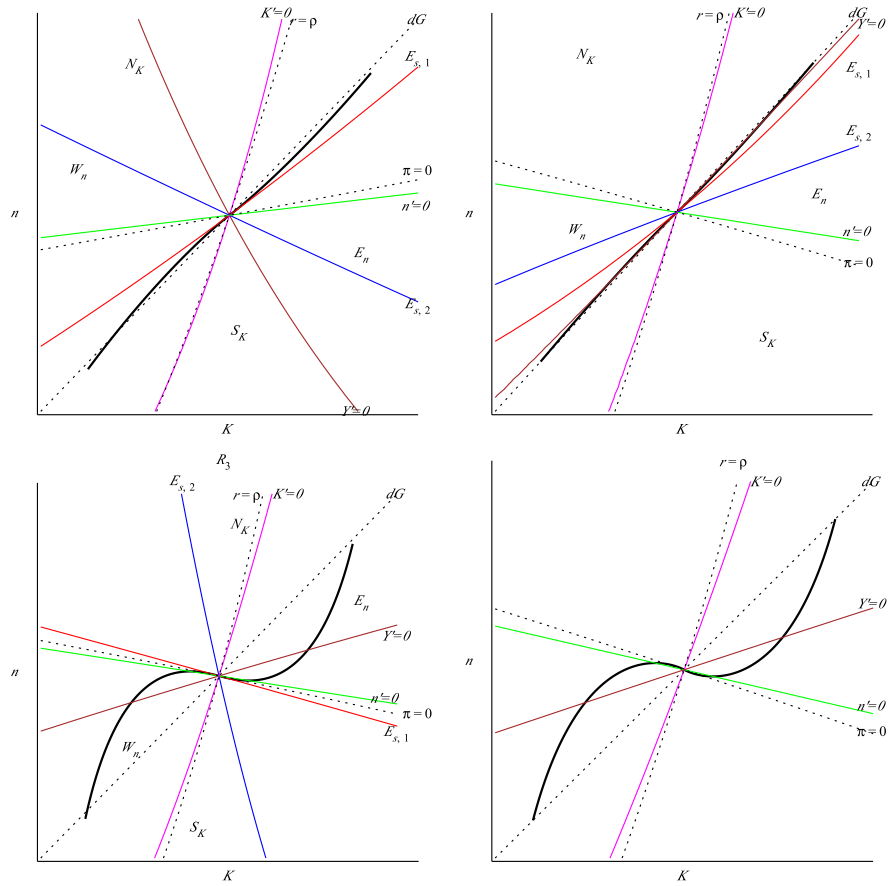 K'=0
r = ρ
dG
N_K
E_{s, 1}
W_n
π = 0
n'=0
n
E_n
E_{s, 2}
S_K
Y'=0
K
r = ρ
K'=0
dG
Y'=0
N_K
E_{s, 1}
E_{s, 2}
E_n
n
W_n
n'=0
π = 0
S_K
K
R_3
E_{s, 2}
r = ρ
K'=0
dG
N_K
E_n
Y'=0
n
n'=0
π = 0
E_{s, 1}
W_n
S_K
K
r = ρ
K'=0
dG
Y'=0
n
n'=0
π = 0
K